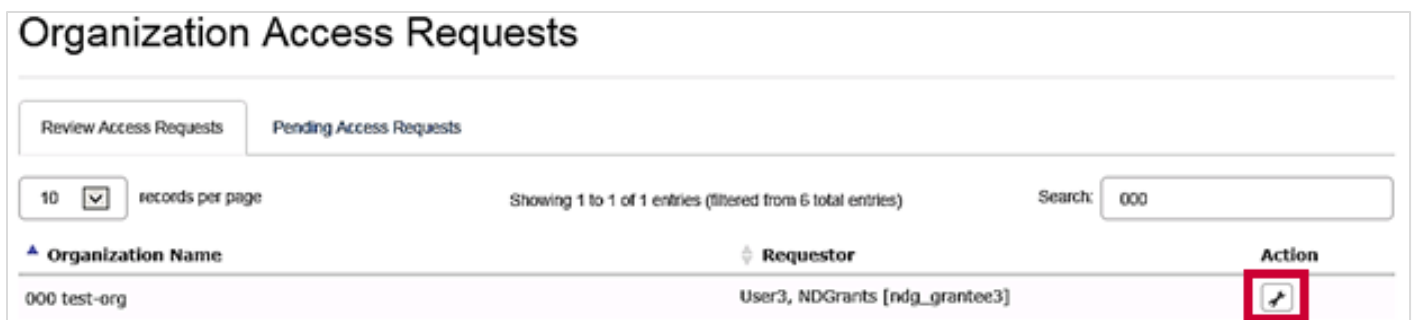 Organization Access Requests
Review Access Requests Pending Access Requests
10 records per page Showing 1 to 1 of 1 entries (filtered from 6 total entries) Search: 000
Organization Name Requestor Action
000 test-org User3, NDGrants [ndg_grantee3]